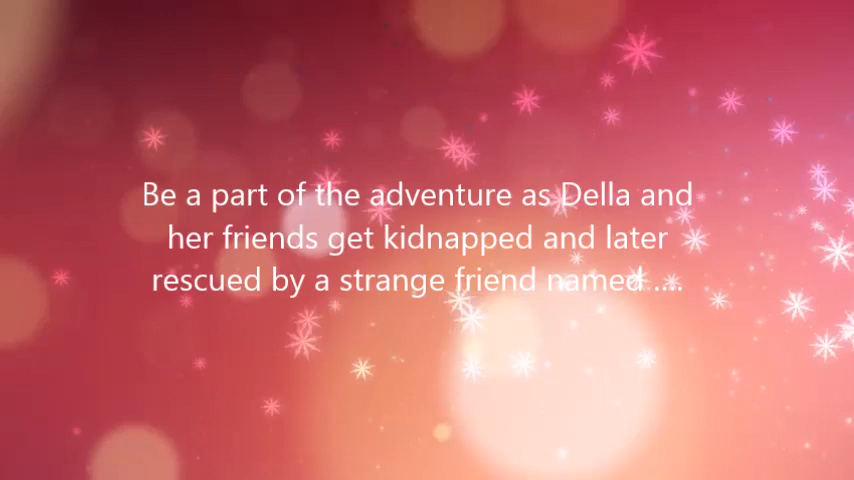 Be a part of the adventure as Della and
her friends get kidnapped and later
rescued by a strange friend named ....